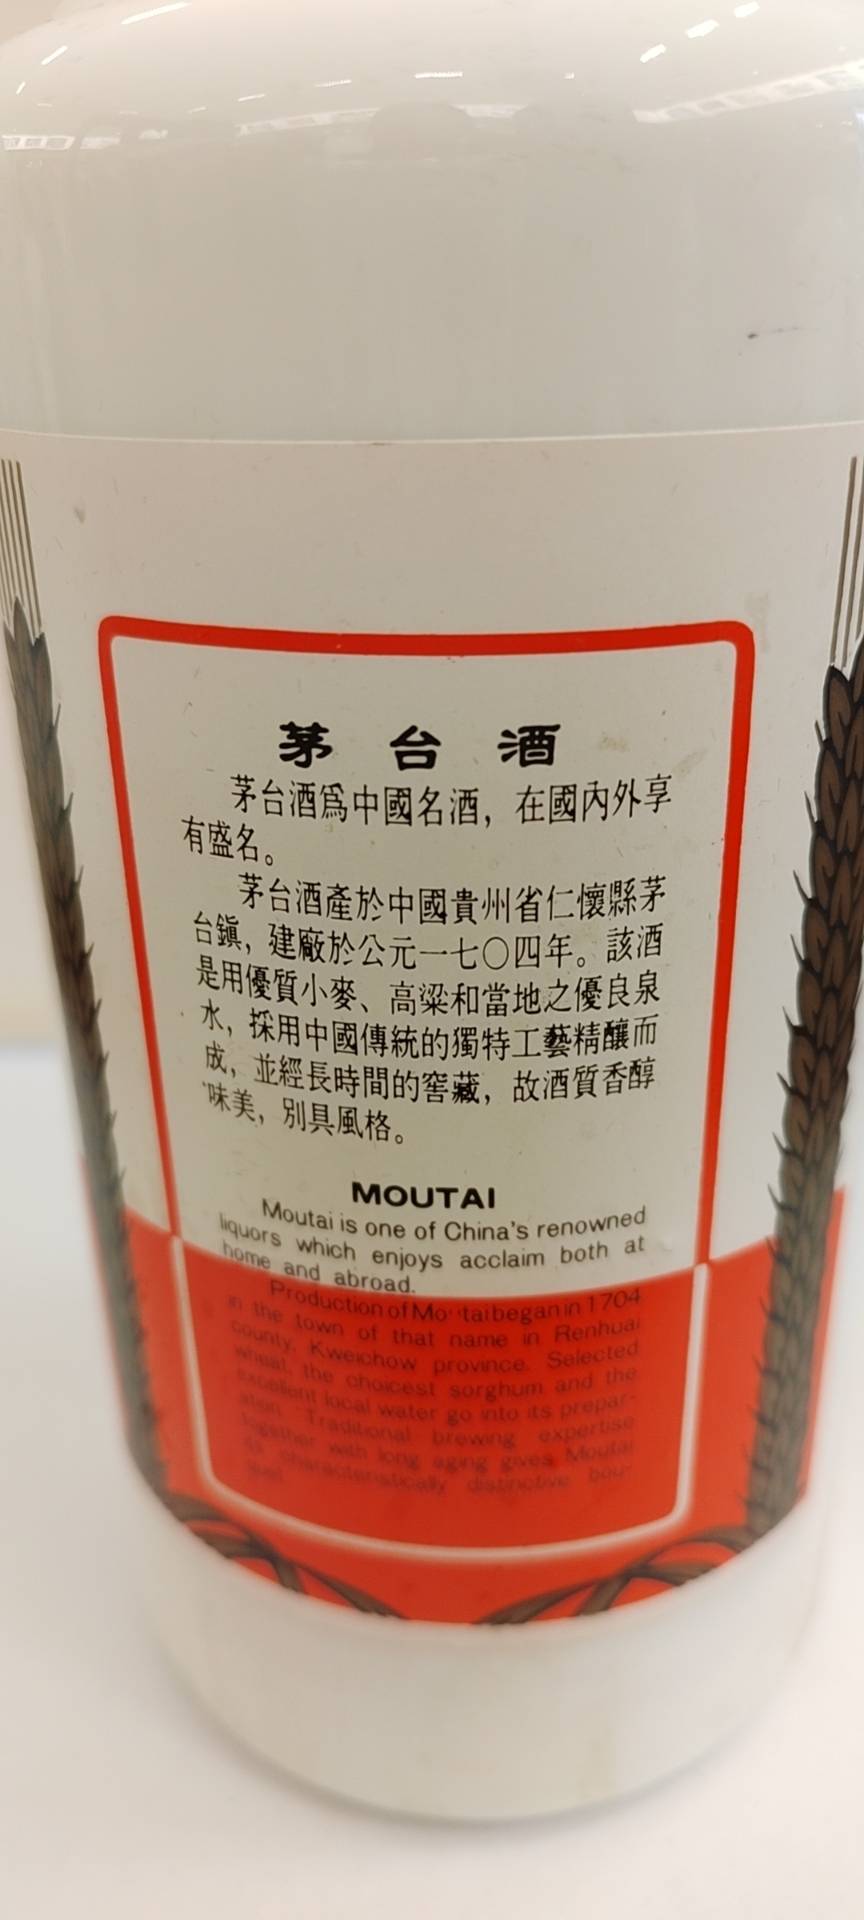 茅台酒
茅台酒爲中國名酒，在國內外享
有盛名。
茅台酒產於中國貴州省仁懷縣茅
台鎭，建廠於公元一七〇四年。該酒
是用優質小麥、高粱和當地之優良泉
水，採用中國傳統的獨特工藝精釀而
成，並經長時間的窖藏，故酒質香醇
味美，別具風格。
MOUTAI
Moutai is one of China's renowned
liquors which enjoys acclaim both at
home and abroad.
Production of Mo tai began in 1704
in the town of that name in Renhuai
county, Kweichow province. Selected
wheat, the choicest sorghum and the
excellent local water go into its prepar-
ation. Traditional brewing expertise
together with long aging gives Moutai
characteristically distinctive bou-
quet